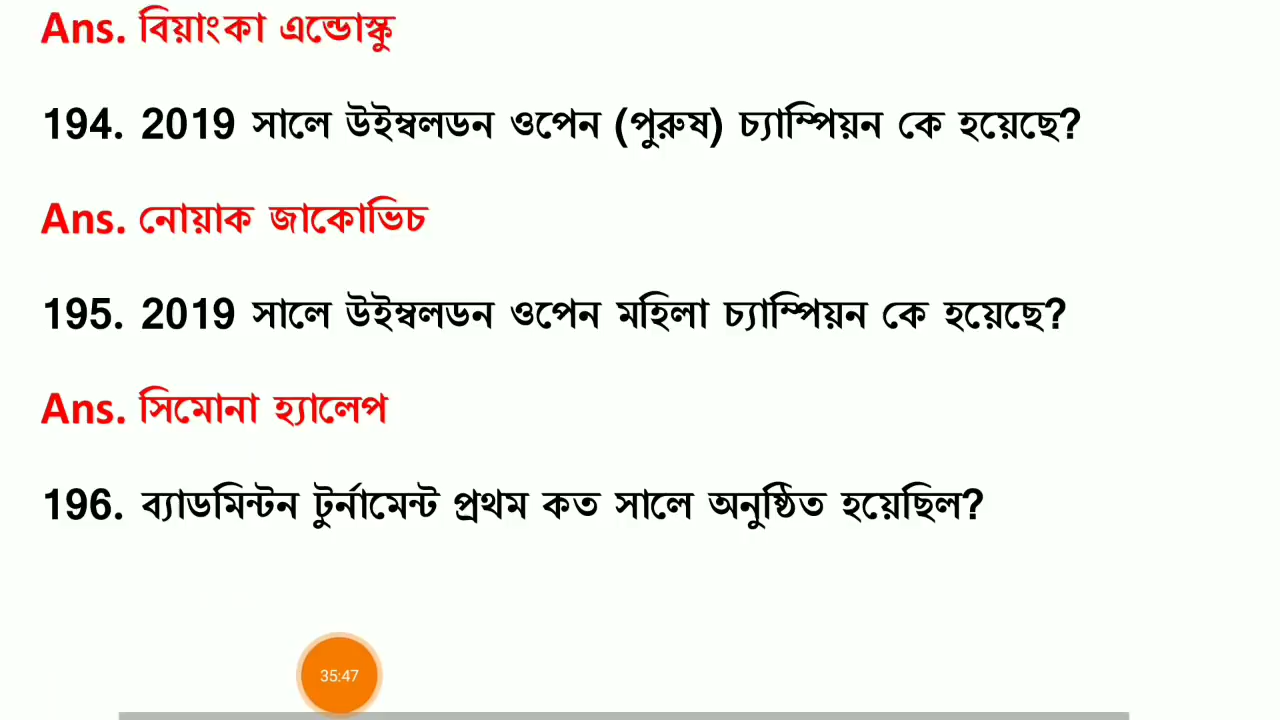 Ans. বিয়াংকা এন্ডোস্কু
194. 2019 সালে উইম্বলডন ওপেন (পুরুষ) চ্যাম্পিয়ন কে হয়েছে?
Ans. নোয়াক জাকোভিচ
195. 2019 সালে উইম্বলডন ওপেন মহিলা চ্যাম্পিয়ন কে হয়েছে?
Ans. সিমোনা হ্যালেপ
196. ব্যাডমিন্টন টুর্নামেন্ট প্রথম কত সালে অনুষ্ঠিত হয়েছিল?
35:47